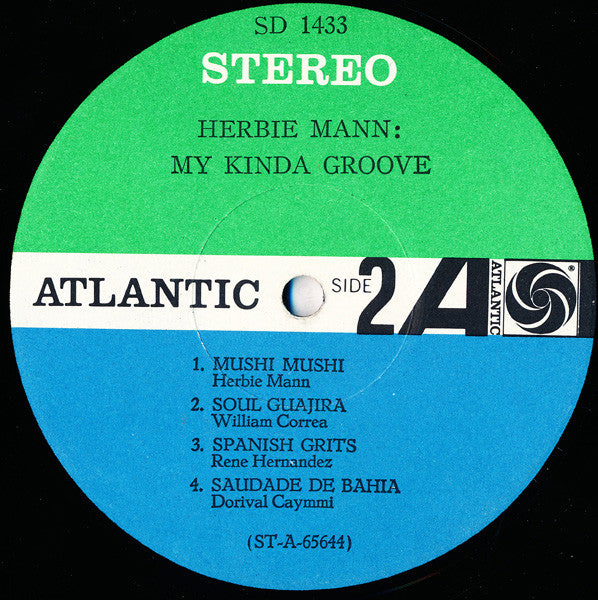 SD 1433
STEREO
HERBIE MANN:
MY KINDA GROOVE
ATLANTIC SIDE 2 A ATLANTIC ®
1. MUSHI MUSHI
Herbie Mann
2. SOUL GUAJIRA
William Correa
3. SPANISH GRITS
Rene Hernandez
4. SAUDADE DE BAHIA
Dorival Caymmi
(ST-A-65644)